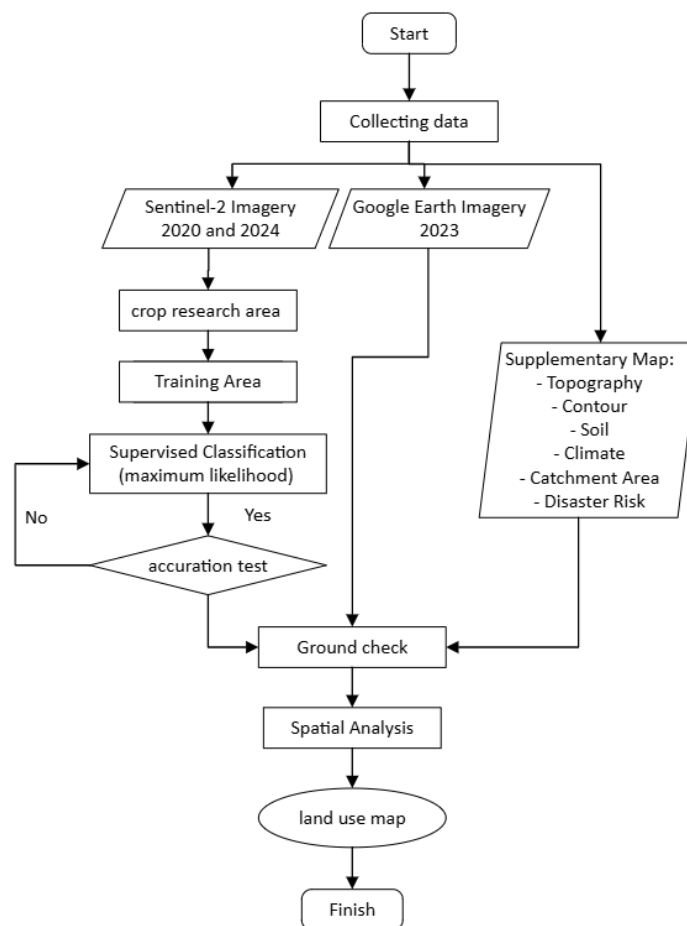 Start
Collecting data
Sentinel-2 Imagery
2020 and 2024
Google Earth Imagery
2023
crop research area
Training Area
Supplementary Map:
- Topography
- Contour
- Soil
- Climate
- Catchment Area
- Disaster Risk
Supervised Classification
(maximum likelihood)
No
Yes
accuration test
Ground check
Spatial Analysis
land use map
Finish